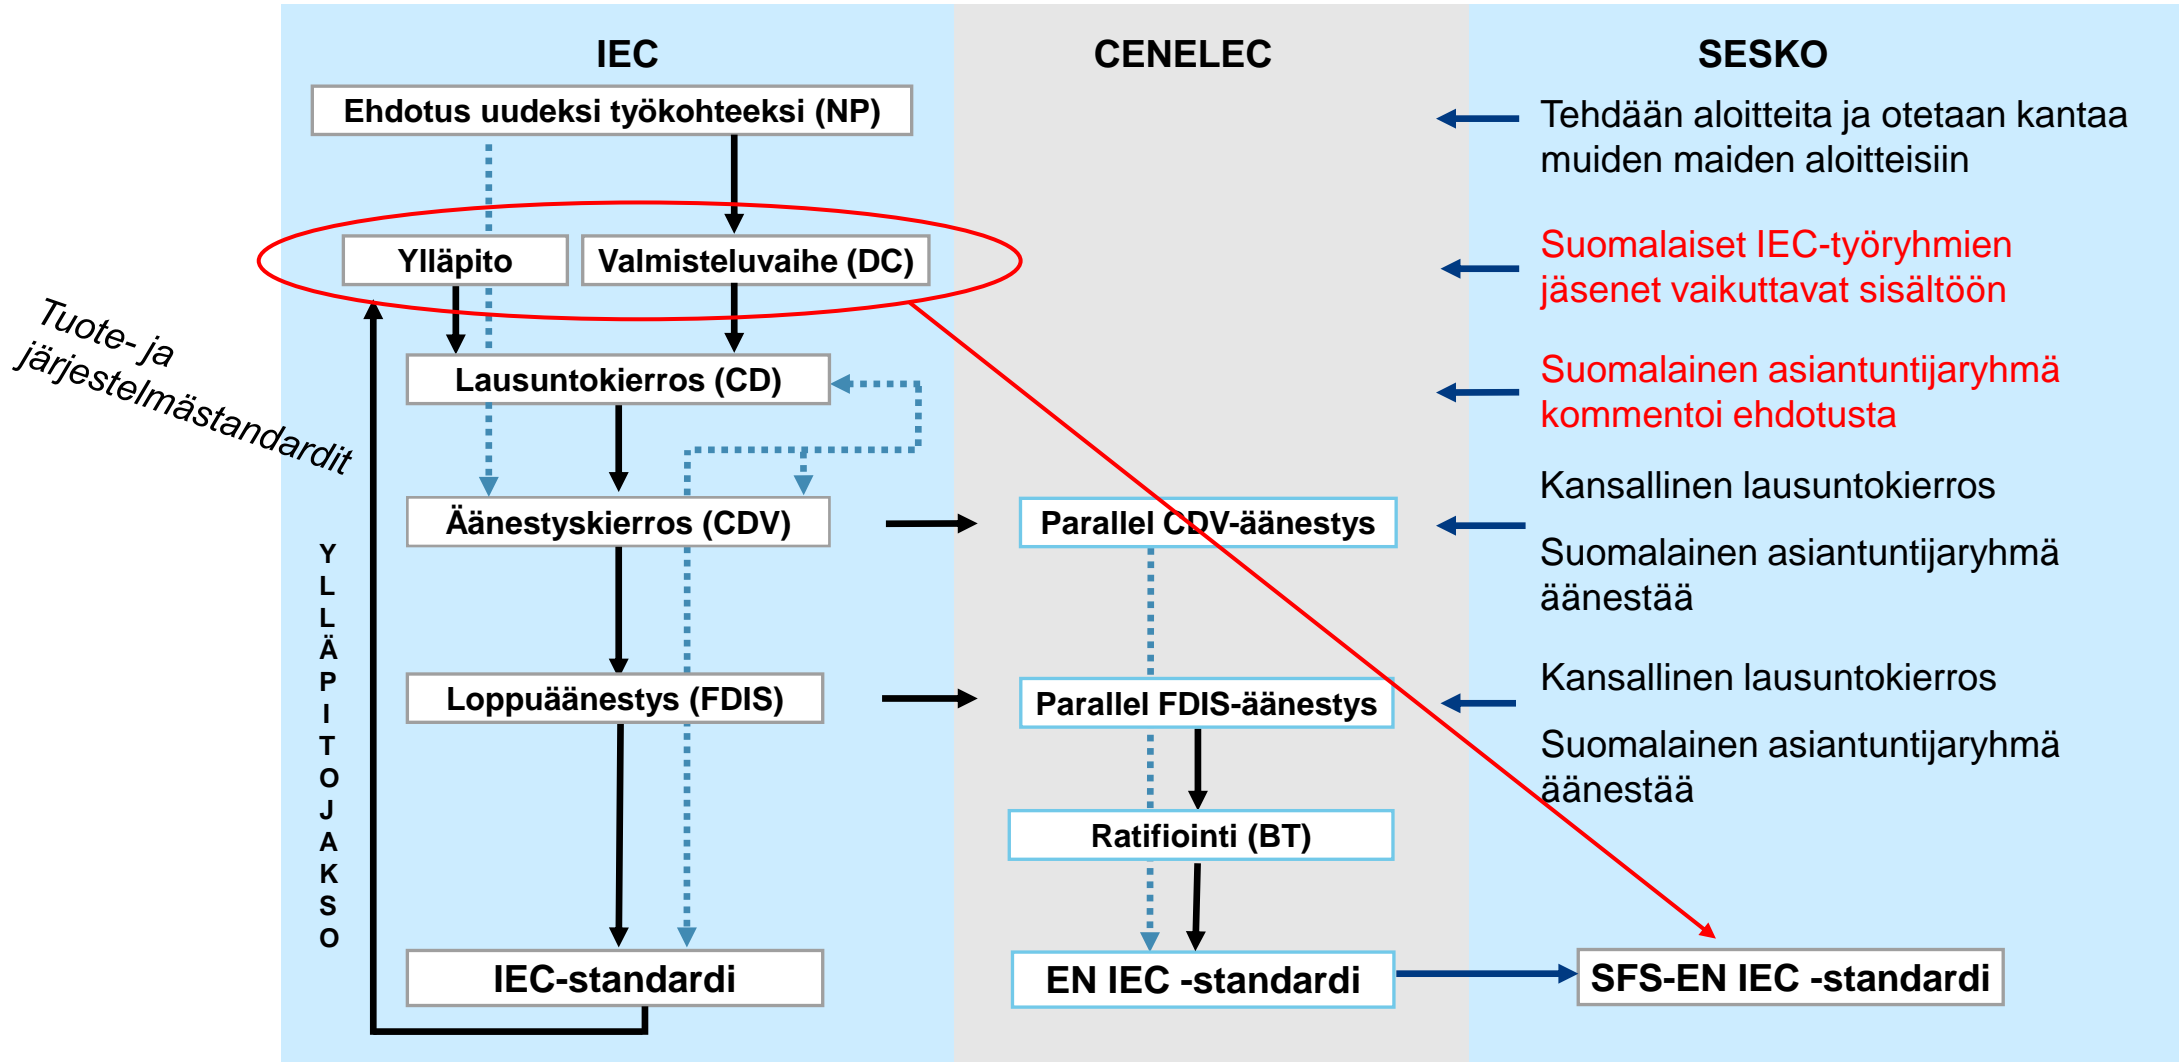 IEC
CENELEC
SESKO
Ehdotus uudeksi työkohteeksi (NP)
Tehdään aloitteita ja otetaan kantaa
muiden maiden aloitteisiin
Ylläpito
Valmisteluvaihe (DC)
Suomalaiset IEC-työryhmien
jäsenet vaikuttavat sisältöön
Tuote- ja
järjestelmästandardit
Lausuntokierros (CD)
Suomalainen asiantuntijaryhmä
kommentoi ehdotusta
Äänestyskierros (CDV)
Parallel CDV-äänestys
Kansallinen lausuntokierros
Suomalainen asiantuntijaryhmä
äänestää
Y
L
L
Ä
P
I
T
O
J
A
K
S
O
Loppuäänestys (FDIS)
Parallel FDIS-äänestys
Kansallinen lausuntokierros
Suomalainen asiantuntijaryhmä
äänestää
Ratifiointi (BT)
IEC-standardi
EN IEC -standardi
SFS-EN IEC -standardi